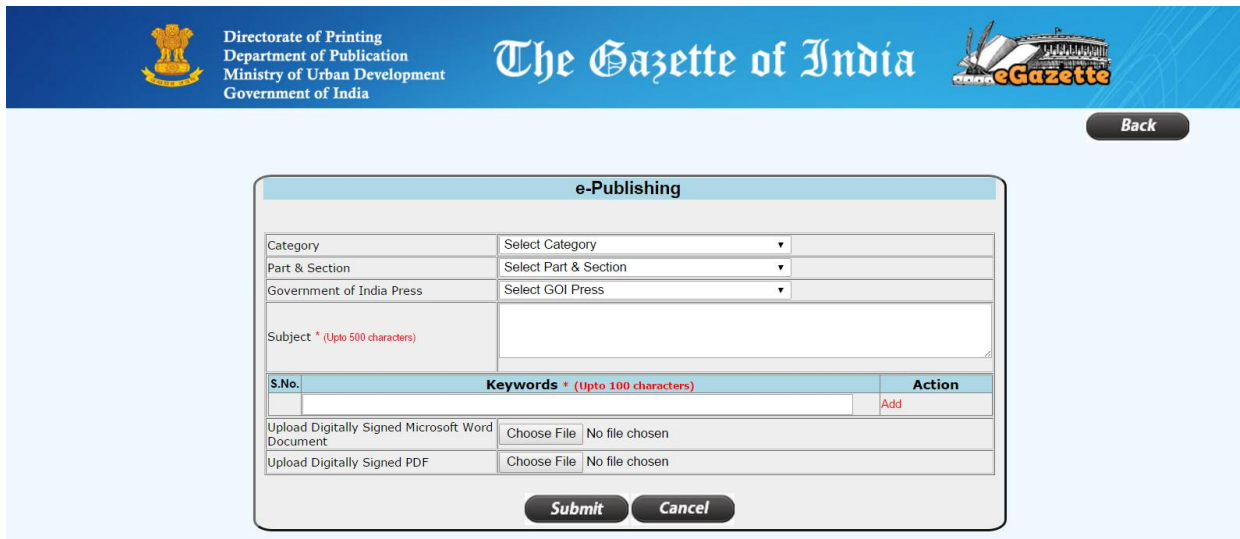 Directorate of Printing
Department of Publication
Ministry of Urban Development
Government of India
The Gazette of India
eGazette
Back
e-Publishing
Category Select Category
Part & Section Select Part & Section
Government of India Press Select GOI Press
Subject * (Upto 500 characters)
S.No. Keywords * (Upto 100 characters) Action
Add
Upload Digitally Signed Microsoft Word
Document
Choose File No file chosen
Upload Digitally Signed PDF Choose File No file chosen
Submit Cancel